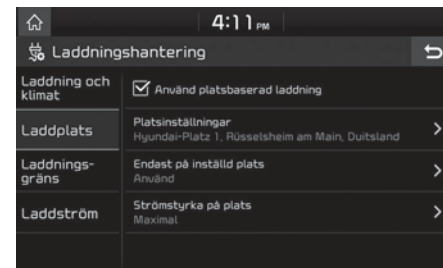 4:11 PM
Laddningshantering
Laddning och
klimat
Använd platsbaserad laddning
Laddplats
Platsinställningar
Hyundai-Platz 1, Rüsselsheim am Main, Duitsland
Laddnings-
gräns
Endast på inställd plats
Använd
Laddström
Strömstyrka på plats
Maximal